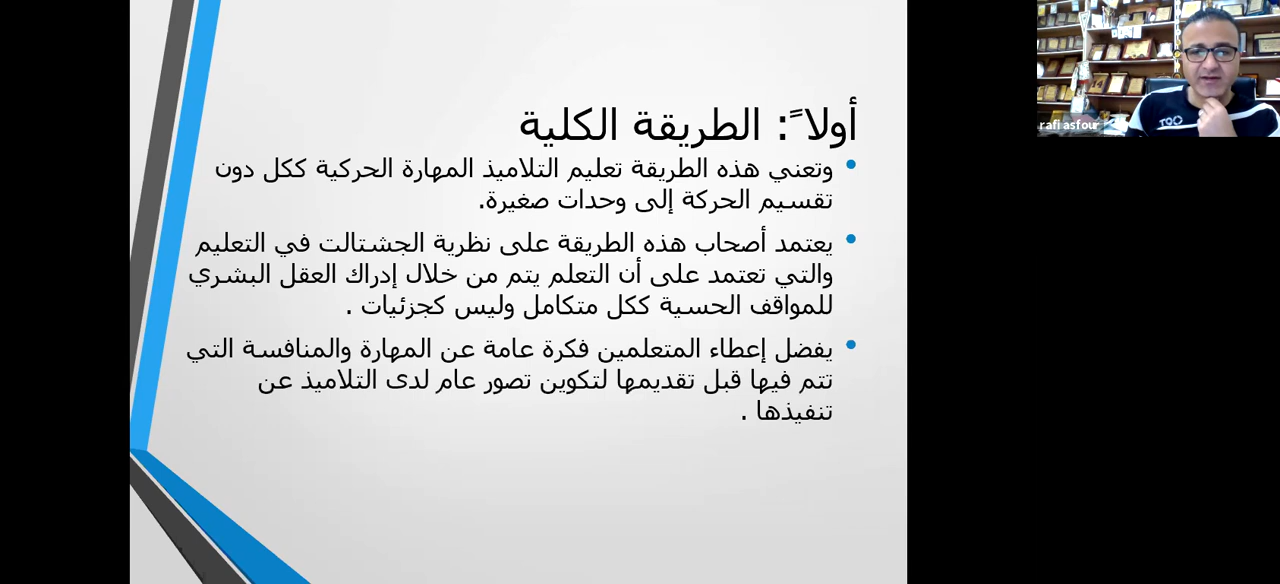 أولا ً: الطريقة الكلية
وتعني هذه الطريقة تعليم التلاميذ المهارة الحركية ككل دون
تقسيم الحركة إلى وحدات صغيرة.
يعتمد أصحاب هذه الطريقة على نظرية الجشتالت في التعليم
والتي تعتمد على أن التعلم يتم من خلال إدراك العقل البشري
للمواقف الحسية ككل متكامل وليس كجزئيات .
يفضل إعطاء المتعلمين فكرة عامة عن المهارة والمنافسة التي
تتم فيها قبل تقديمها لتكوين تصور عام لدى التلاميذ عن
تنفيذها .
rafi asfour